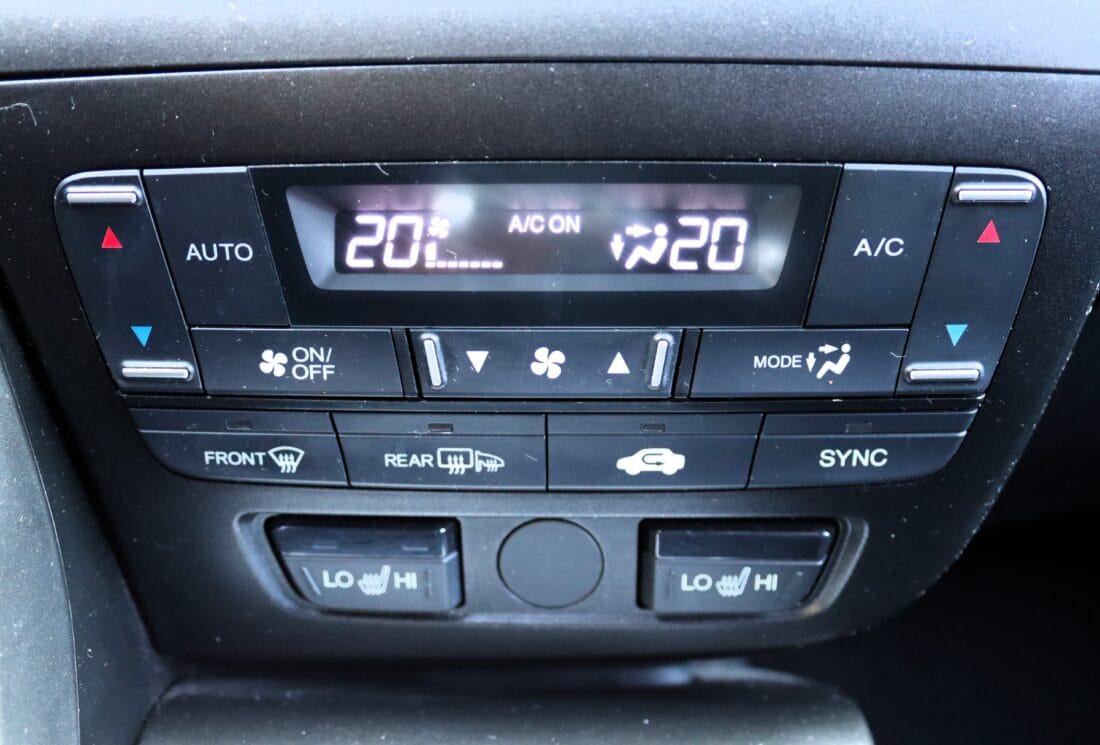 20 A/C ON 20
AUTO
A/C
ON/
OFF
MODE
FRONT
REAR
SYNC
LO HI
LO HI